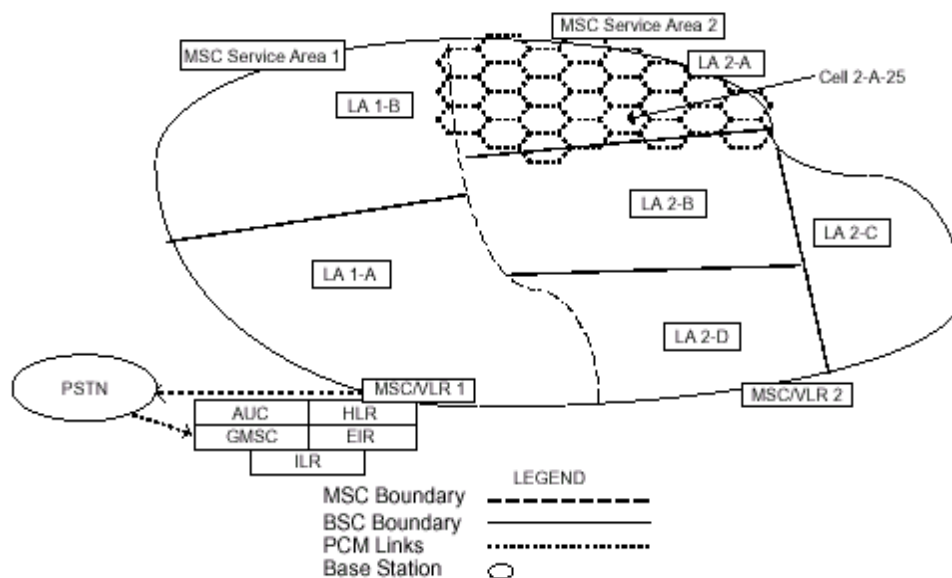 MSC Service Area 2
MSC Service Area 1
LA 2-A
Cell 2-A-25
LA 1-B
LA 2-B
LA 2-C
LA 1-A
LA 2-D
PSTN
MSC/VLR 1
MSC/VLR 2
AUC HLR
GMSC EIR
ILR
LEGEND
MSC Boundary
BSC Boundary
PCM Links
Base Station